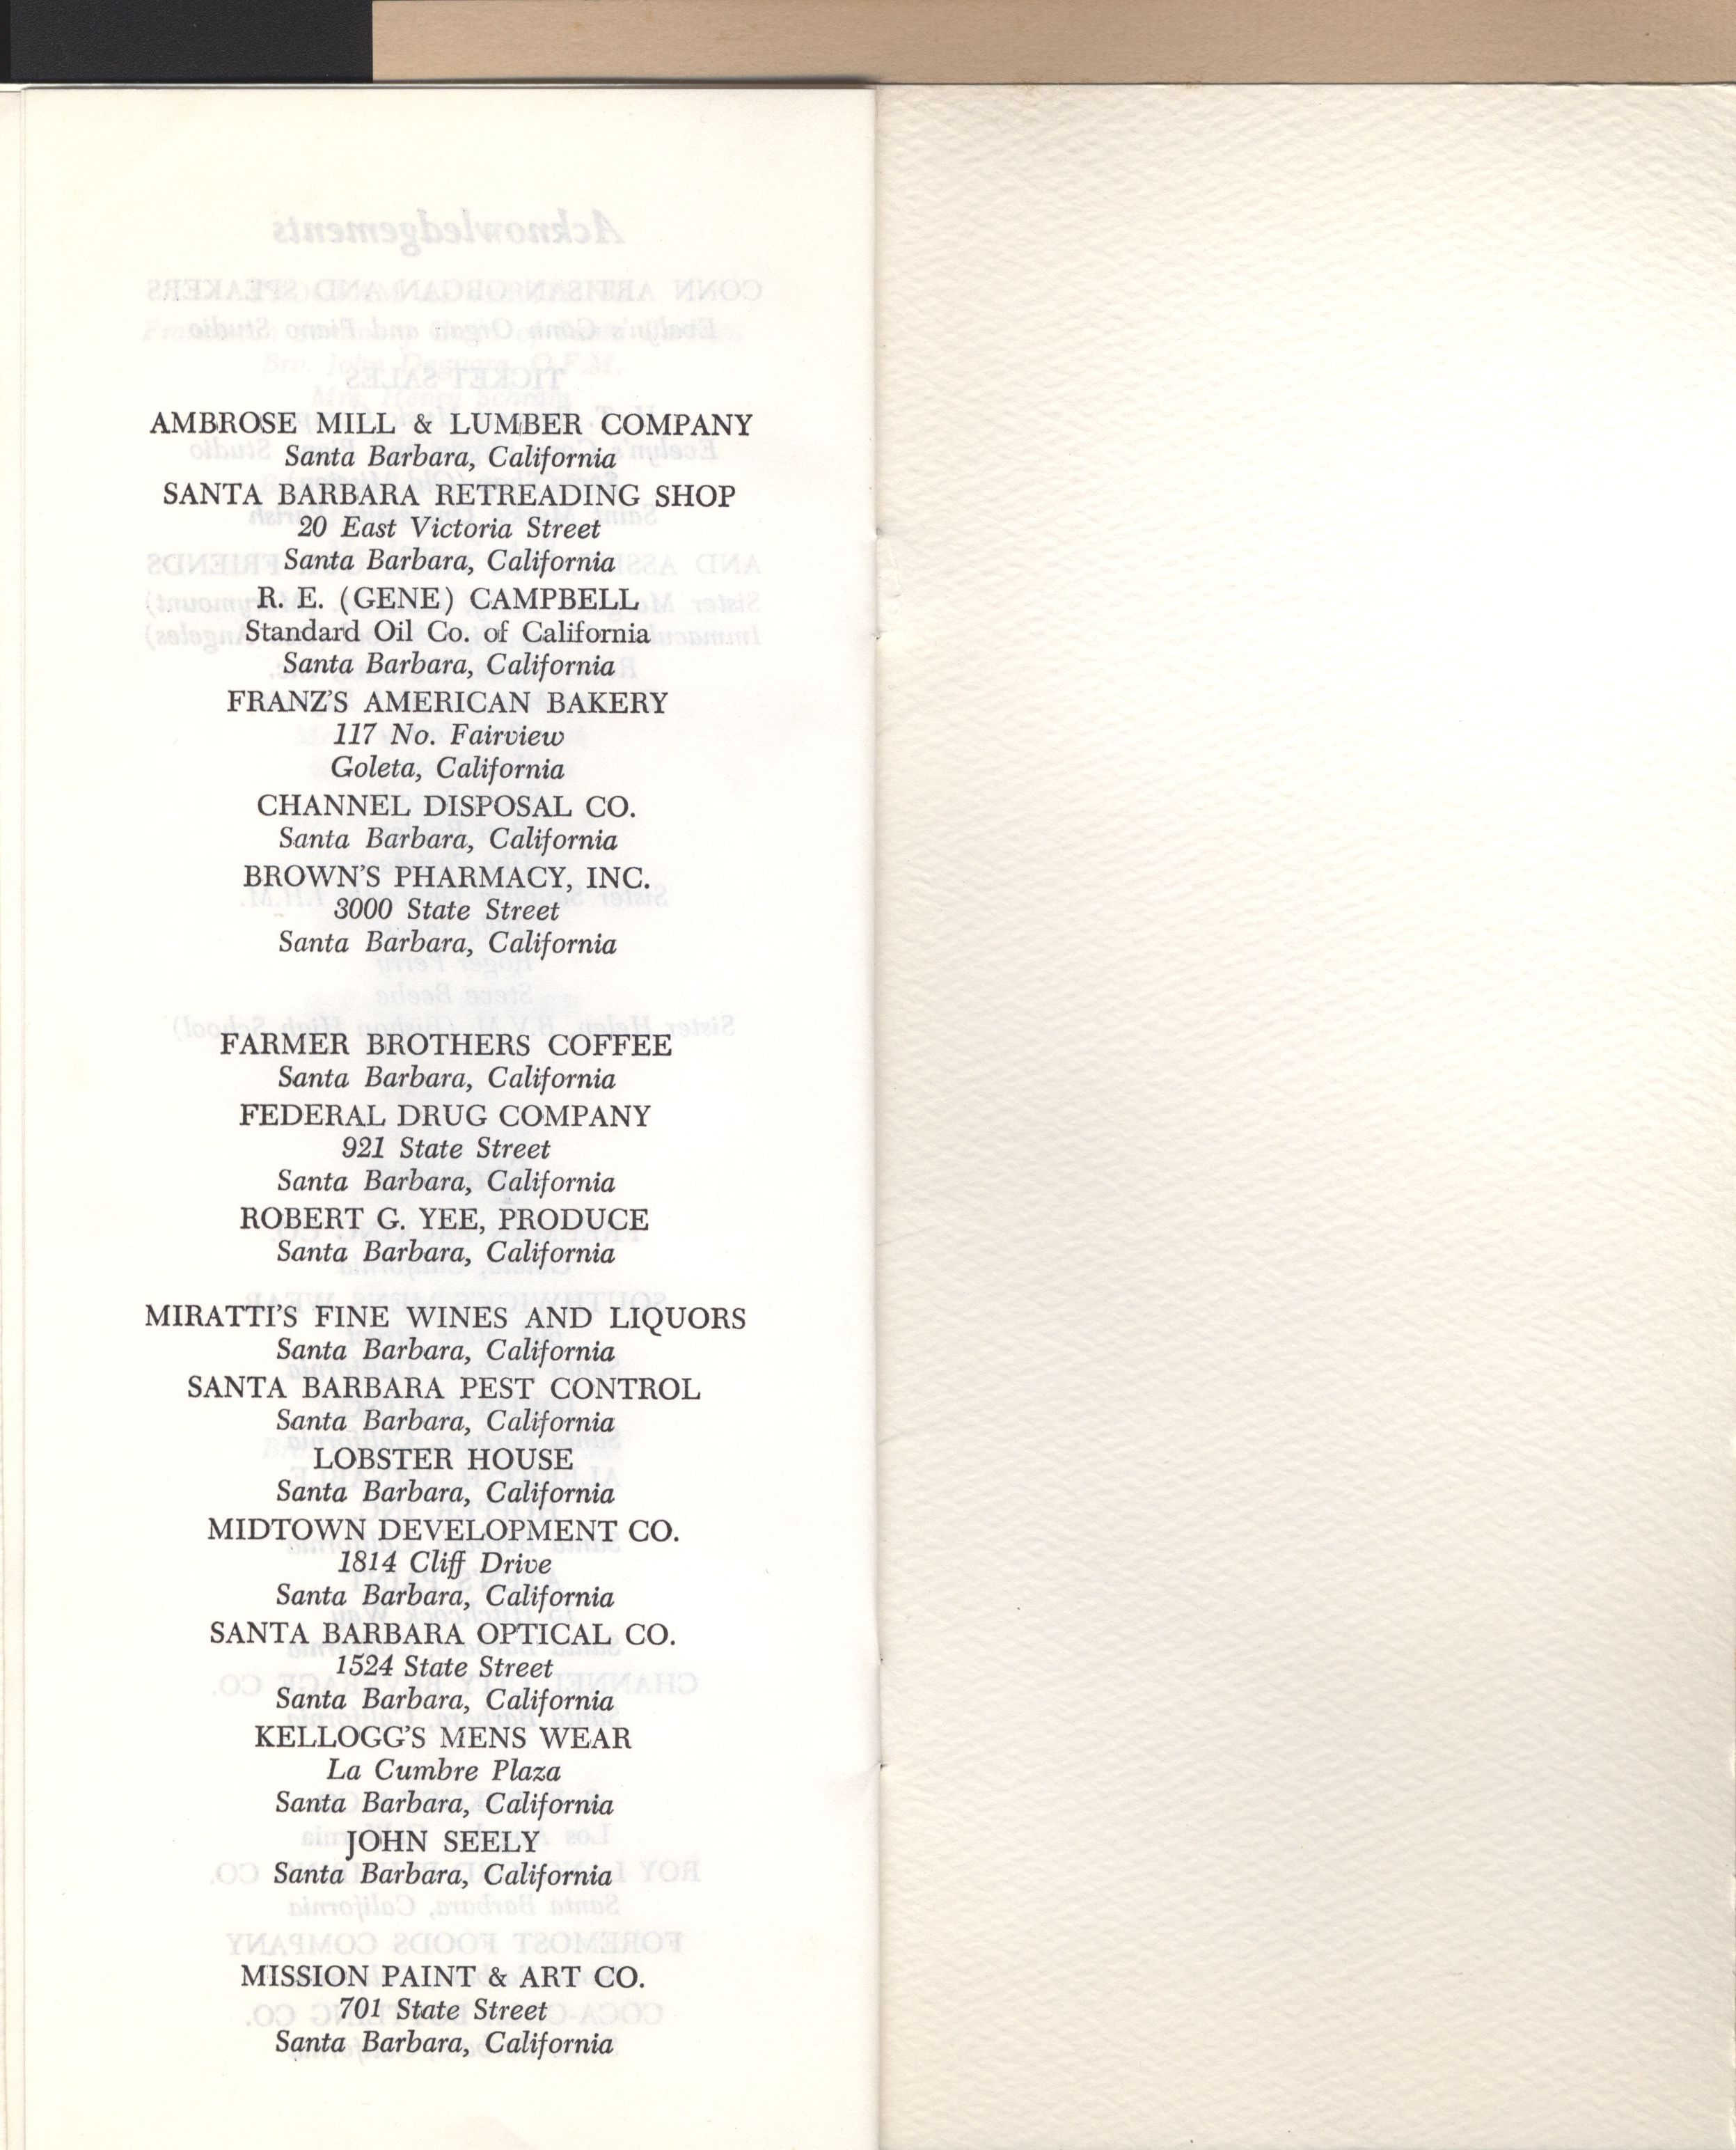 AMBROSE MILL & LUMBER COMPANY
Santa Barbara, California
SANTA BARBARA RETREADING SHOP
20 East Victoria Street
Santa Barbara, California
R. E. (GENE) CAMPBELL
Standard Oil Co. of California
Santa Barbara, California
FRANZ'S AMERICAN BAKERY
117 No. Fairview
Goleta, California
CHANNEL DISPOSAL CO.
Santa Barbara, California
BROWN'S PHARMACY, INC.
3000 State Street
Santa Barbara, California
FARMER BROTHERS COFFEE
Santa Barbara, California
FEDERAL DRUG COMPANY
921 State Street
Santa Barbara, California
ROBERT G. YEE, PRODUCE
Santa Barbara, California
MIRATTI'S FINE WINES AND LIQUORS
Santa Barbara, California
SANTA BARBARA PEST CONTROL
Santa Barbara, California
LOBSTER HOUSE
Santa Barbara, California
MIDTOWN DEVELOPMENT CO.
1814 Cliff Drive
Santa Barbara, California
SANTA BARBARA OPTICAL CO.
1524 State Street
Santa Barbara, California
KELLOGG'S MENS WEAR
La Cumbre Plaza
Santa Barbara, California
JOHN SEELY
Santa Barbara, California
MISSION PAINT & ART CO.
701 State Street
Santa Barbara, California